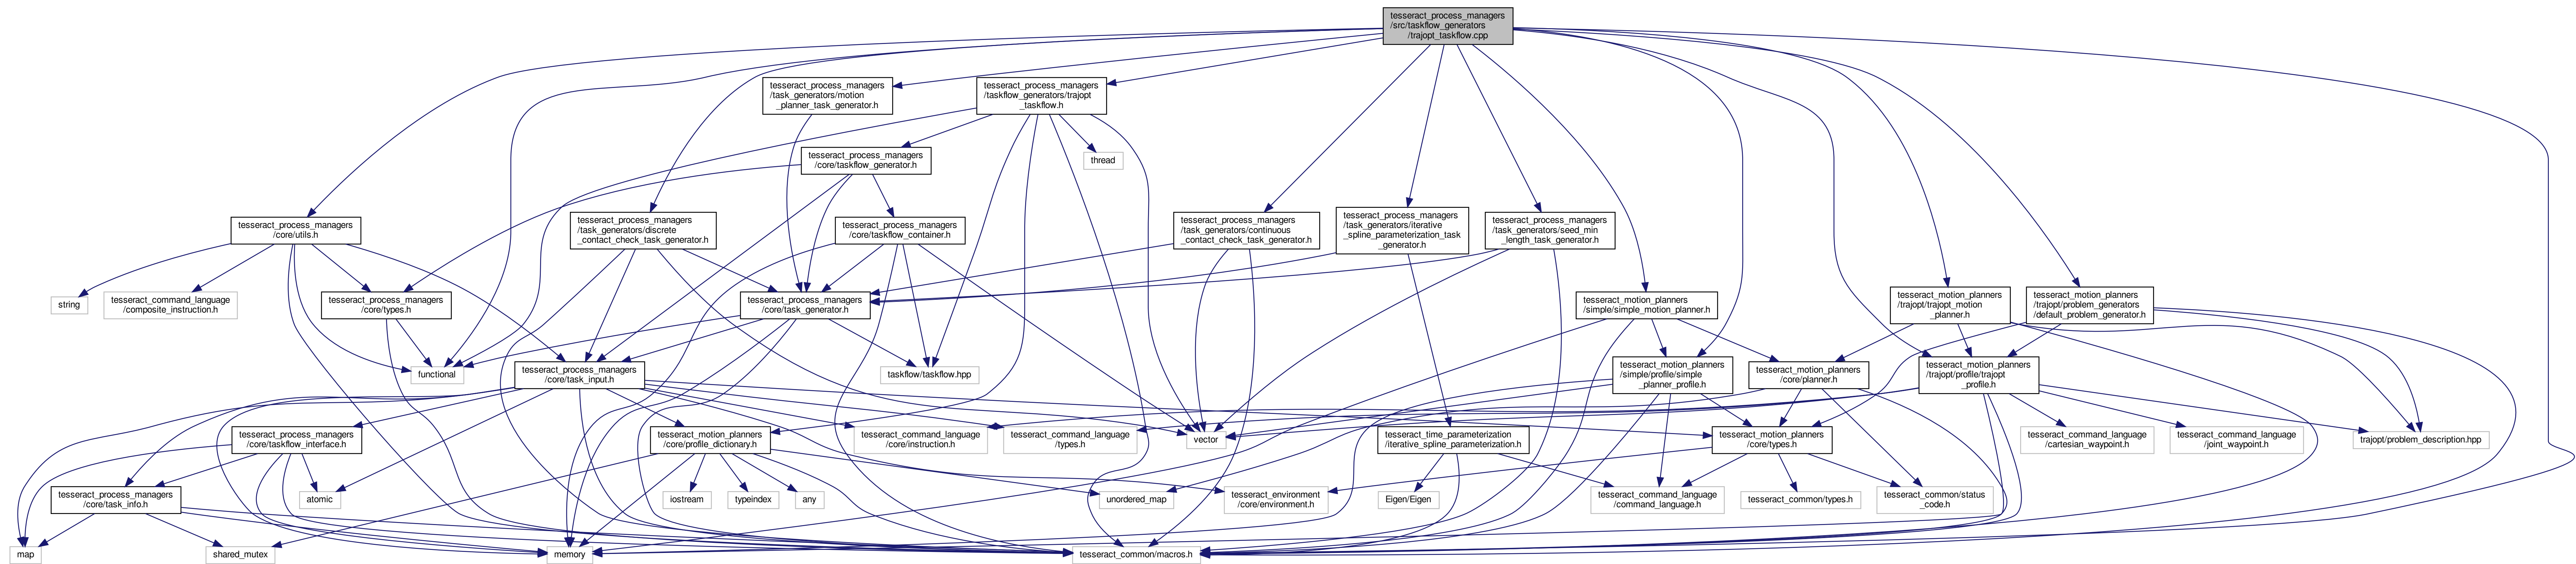 tesseract_process_managers
/src/taskflow_generators
/trajopt_taskflow.cpp
tesseract_process_managers
/task_generators/motion
_planner_task_generator.h
tesseract_process_managers
/taskflow_generators/trajopt
_taskflow.h
tesseract_process_managers
/core/taskflow_generator.h
thread
tesseract_process_managers
/core/utils.h
tesseract_process_managers
/task_generators/discrete
_contact_check_task_generator.h
tesseract_process_managers
/core/taskflow_container.h
tesseract_process_managers
/task_generators/continuous
_contact_check_task_generator.h
tesseract_process_managers
/task_generators/iterative
_spline_parameterization_task
_generator.h
tesseract_process_managers
/task_generators/seed_min
_length_task_generator.h
string
tesseract_command_language
/composite_instruction.h
tesseract_process_managers
/core/types.h
tesseract_process_managers
/core/task_generator.h
tesseract_motion_planners
/simple/simple_motion_planner.h
tesseract_motion_planners
/trajopt/trajopt_motion
_planner.h
tesseract_motion_planners
/trajopt/problem_generators
/default_problem_generator.h
functional
tesseract_process_managers
/core/task_input.h
taskflow/taskflow.hpp
tesseract_motion_planners
/simple/profile/simple
_planner_profile.h
tesseract_motion_planners
/core/planner.h
tesseract_motion_planners
/trajopt/profile/trajopt
_profile.h
tesseract_process_managers
/core/taskflow_interface.h
tesseract_motion_planners
/core/profile_dictionary.h
tesseract_command_language
/core/instruction.h
tesseract_command_language
/types.h
vector
tesseract_time_parameterization
/iterative_spline_parameterization.h
tesseract_motion_planners
/core/types.h
tesseract_command_language
/cartesian_waypoint.h
tesseract_command_language
/joint_waypoint.h
trajopt/problem_description.hpp
tesseract_process_managers
/core/task_info.h
atomic
iostream
typeindex
any
unordered_map
tesseract_environment
/core/environment.h
Eigen/Eigen
tesseract_command_language
/command_language.h
tesseract_common/types.h
tesseract_common/status
_code.h
map
shared_mutex
memory
tesseract_common/macros.h